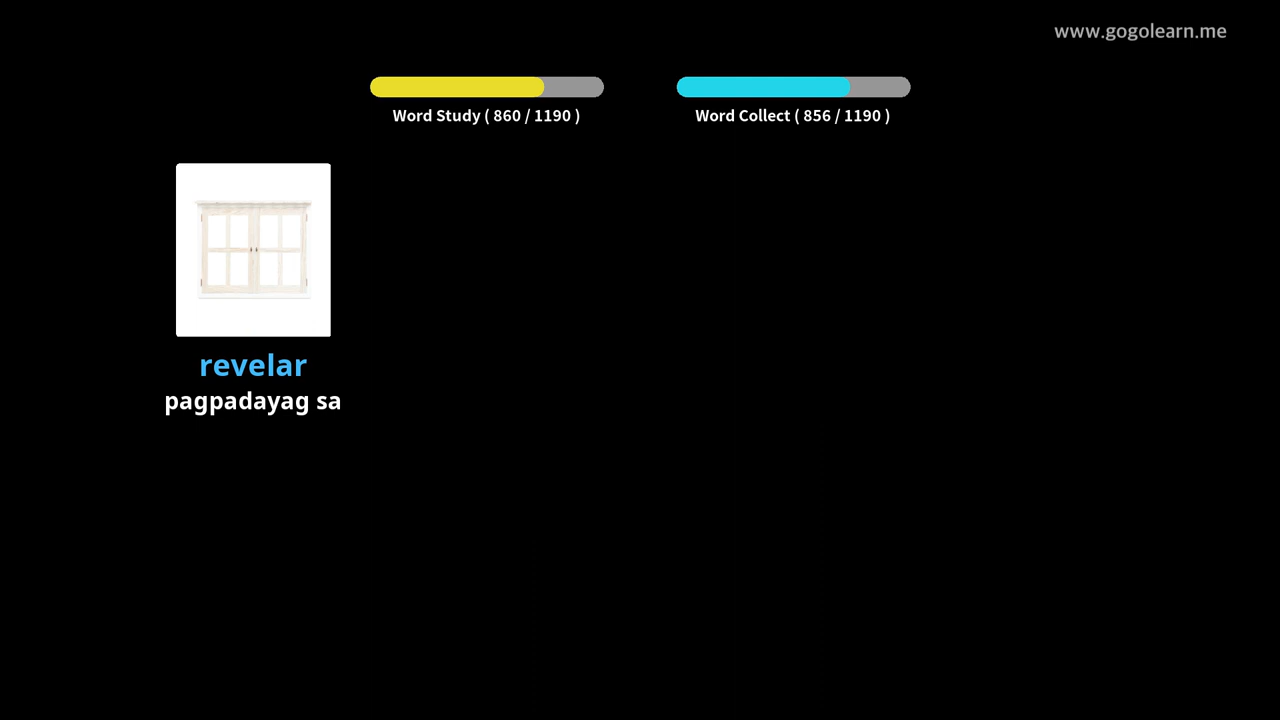 www.gogolearn.me
Word Study ( 860 / 1190 )
Word Collect ( 856 / 1190 )
revelar
pagpadayag sa